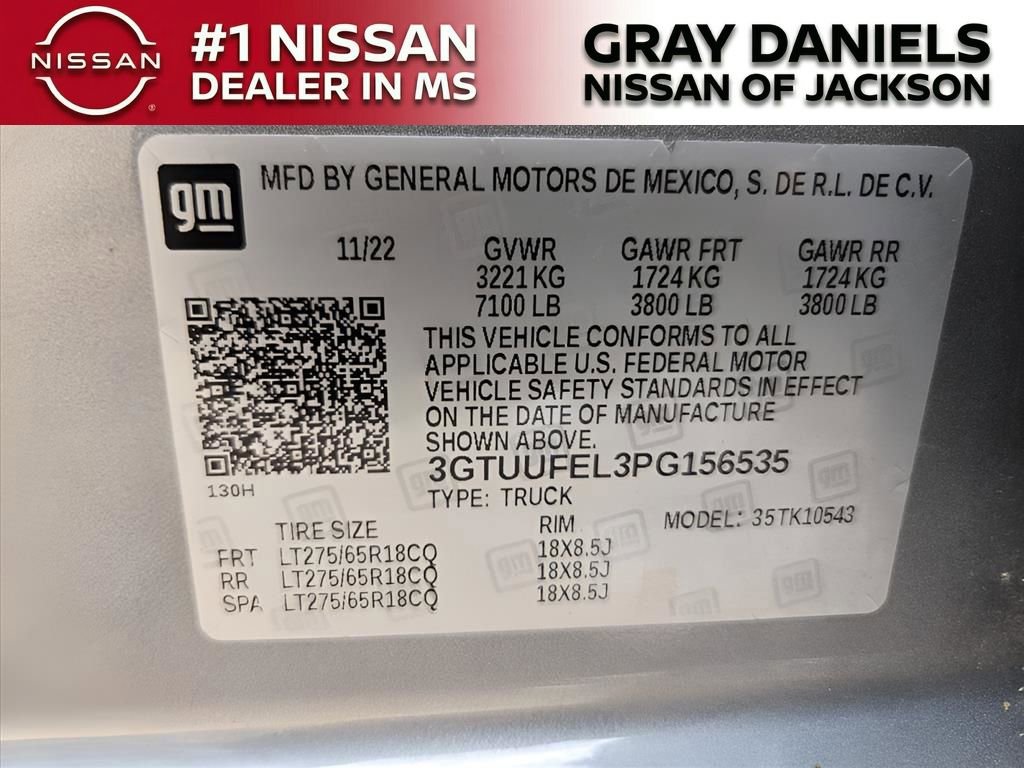 NISSAN
#1 NISSAN
DEALER IN MS
GRAY DANIELS
NISSAN OF JACKSON
gm
MFD BY GENERAL MOTORS DE MEXICO, S. DE R.L. DE C.V.
11/22 GVWR GAWR FRT GAWR RR
3221 KG 1724 KG 1724 KG
7100 LB 3800 LB 3800 LB
THIS VEHICLE CONFORMS TO ALL
APPLICABLE U.S. FEDERAL MOTOR
VEHICLE SAFETY STANDARDS IN EFFECT
ON THE DATE OF MANUFACTURE
SHOWN ABOVE.
3GTUUFEL3PG156535
130H
TYPE: TRUCK
TIRE SIZE RIM MODEL: 35TK10543
FRT LT275/65R18CQ 18X8.5J
RR LT275/65R18CQ 18X8.5J
SPA LT275/65R18CQ 18X8.5J